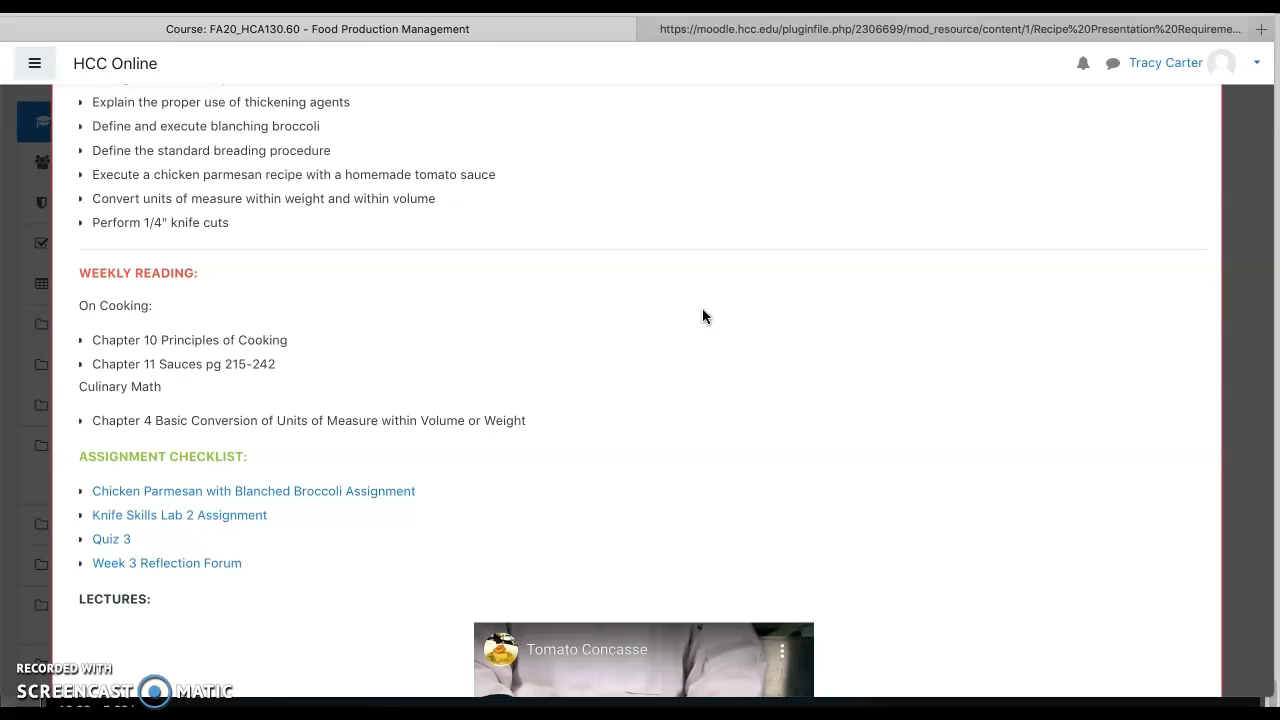 Course: FA20_HCA130.60 - Food Production Management
https://moodle.hcc.edu/pluginfile.php/2306699/mod_resource/content/1/Recipe%20Presentation%20Requireme...
HCC Online
Tracy Carter
Explain the proper use of thickening agents
Define and execute blanching broccoli
Define the standard breading procedure
Execute a chicken parmesan recipe with a homemade tomato sauce
Convert units of measure within weight and within volume
Perform 1/4" knife cuts
WEEKLY READING:
On Cooking:
Chapter 10 Principles of Cooking
Chapter 11 Sauces pg 215-242
Culinary Math
Chapter 4 Basic Conversion of Units of Measure within Volume or Weight
ASSIGNMENT CHECKLIST:
Chicken Parmesan with Blanched Broccoli Assignment
Knife Skills Lab 2 Assignment
Quiz 3
Week 3 Reflection Forum
LECTURES:
Tomato Concasse
RECORDED WITH
SCREENCAST MATIC